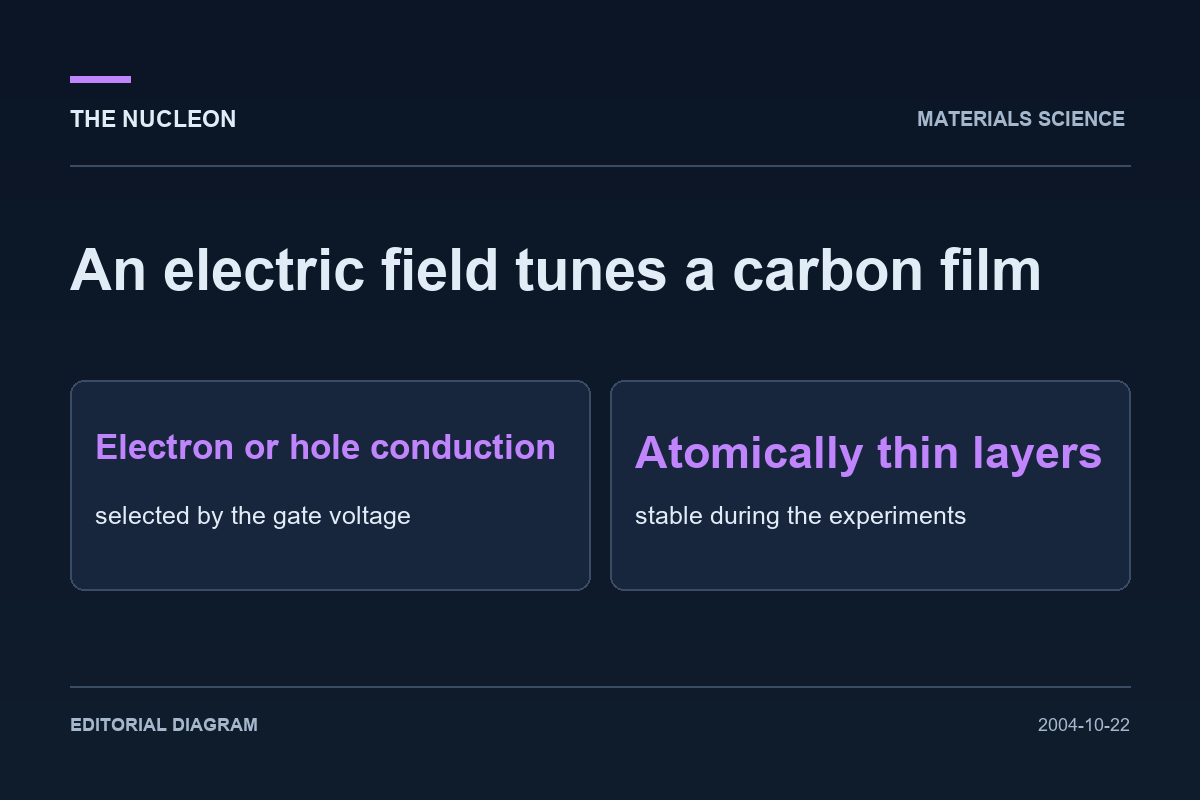 THE NUCLEON
MATERIALS SCIENCE
An electric field tunes a carbon film
Electron or hole conduction
selected by the gate voltage
Atomically thin layers
stable during the experiments
EDITORIAL DIAGRAM
2004-10-22